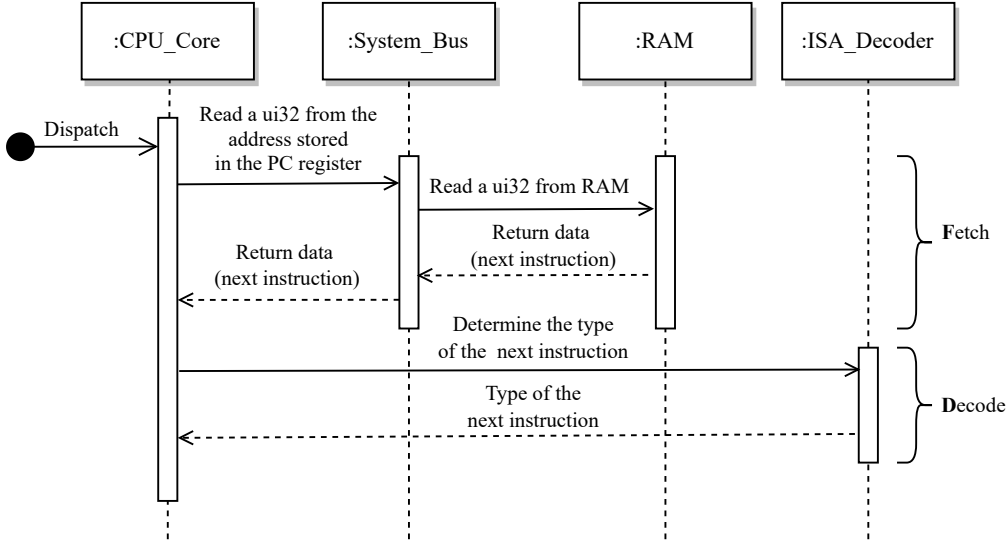 :CPU_Core
:System_Bus
:RAM
:ISA_Decoder
Dispatch
Read a ui32 from the
address stored
in the PC register
Read a ui32 from RAM
Return data
(next instruction)
Return data
(next instruction)
Fetch
Determine the type
of the next instruction
Type of the
next instruction
Decode